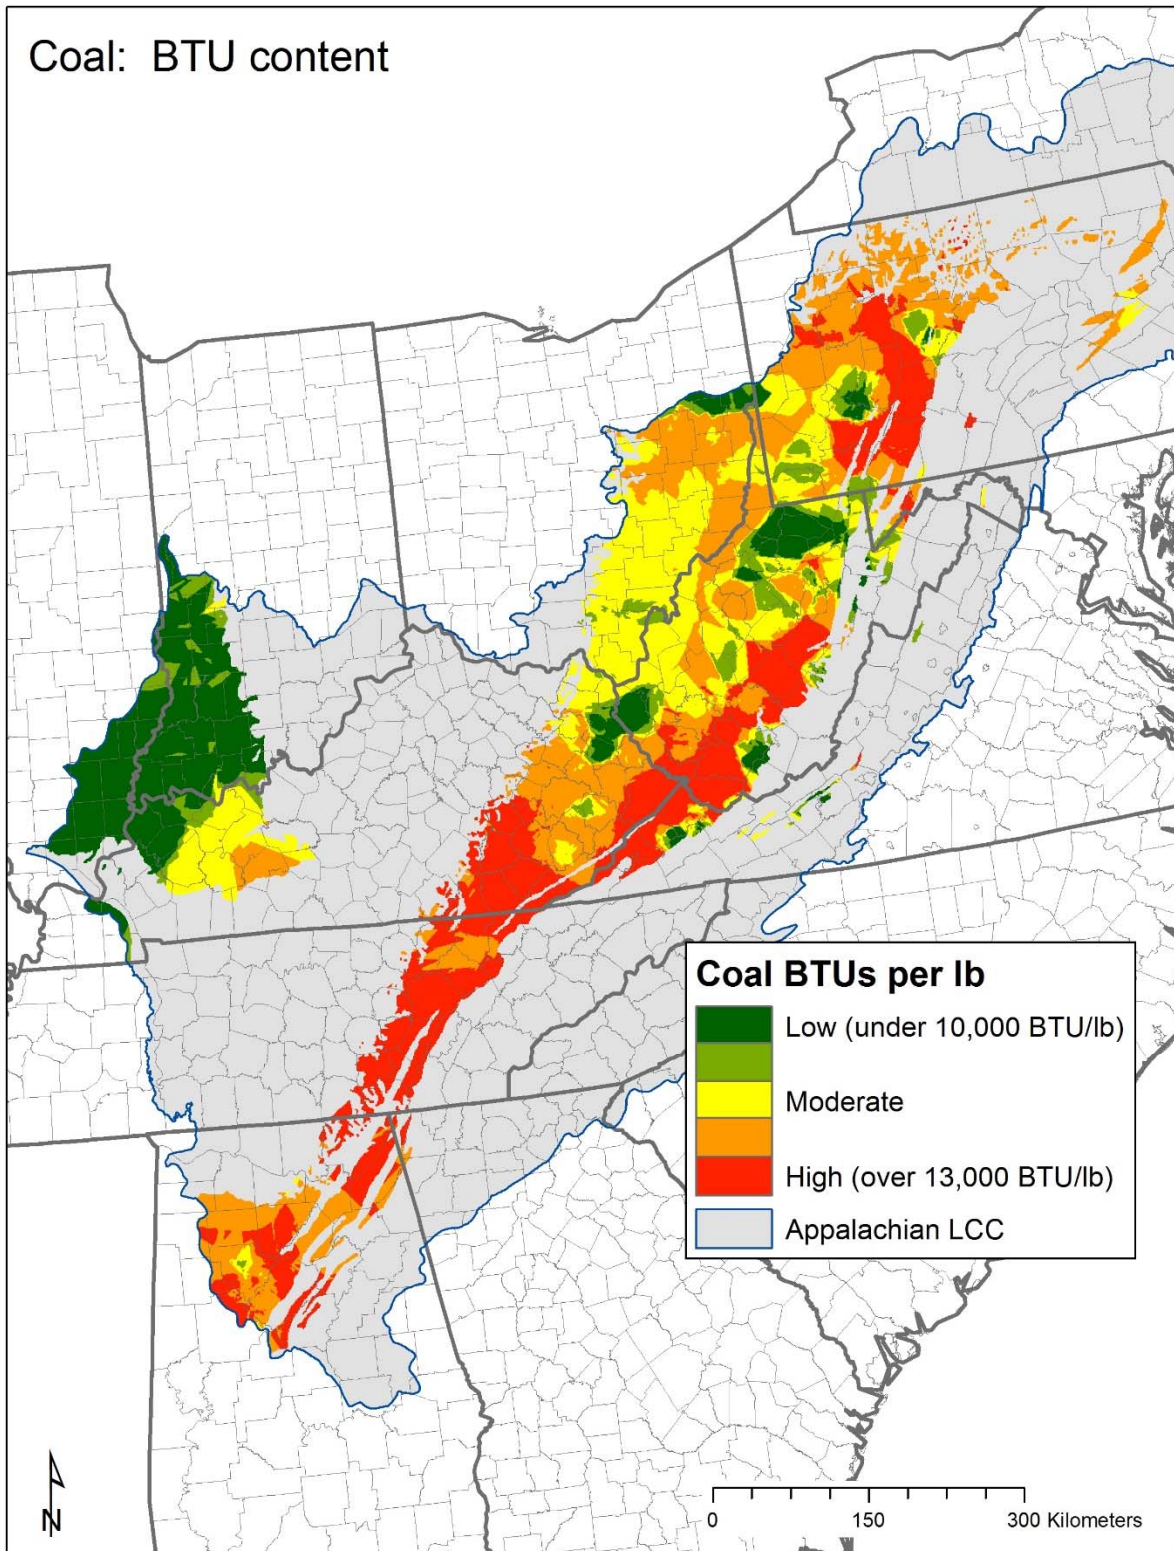 Coal: BTU content
Coal BTUs per lb
Low (under 10,000 BTU/lb)
Moderate
High (over 13,000 BTU/lb)
Appalachian LCC
N
0 150 300 Kilometers